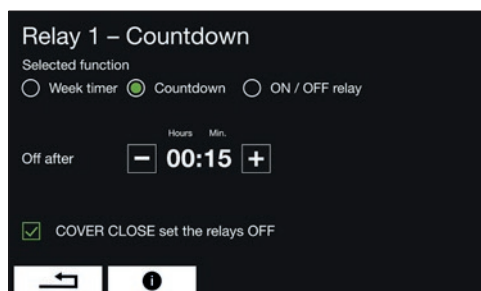 Relay 1 – Countdown
Selected function
Week timer Countdown ON / OFF relay
Hours Min.
Off after − 00:15 +
COVER CLOSE set the relays OFF
i